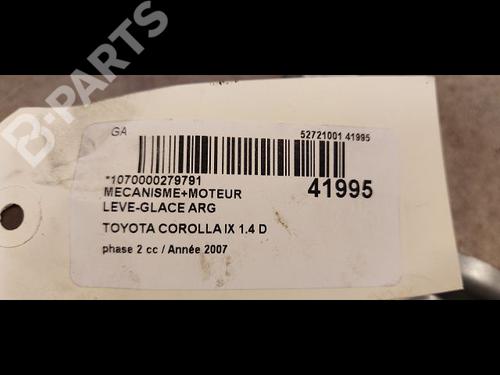 B-PARTS
GA
52721001 41995
*1070000279791
MECANISME+MOTEUR
LEVE-GLACE ARG
41995
TOYOTA COROLLA IX 1.4 D
phase 2 cc / Année 2007